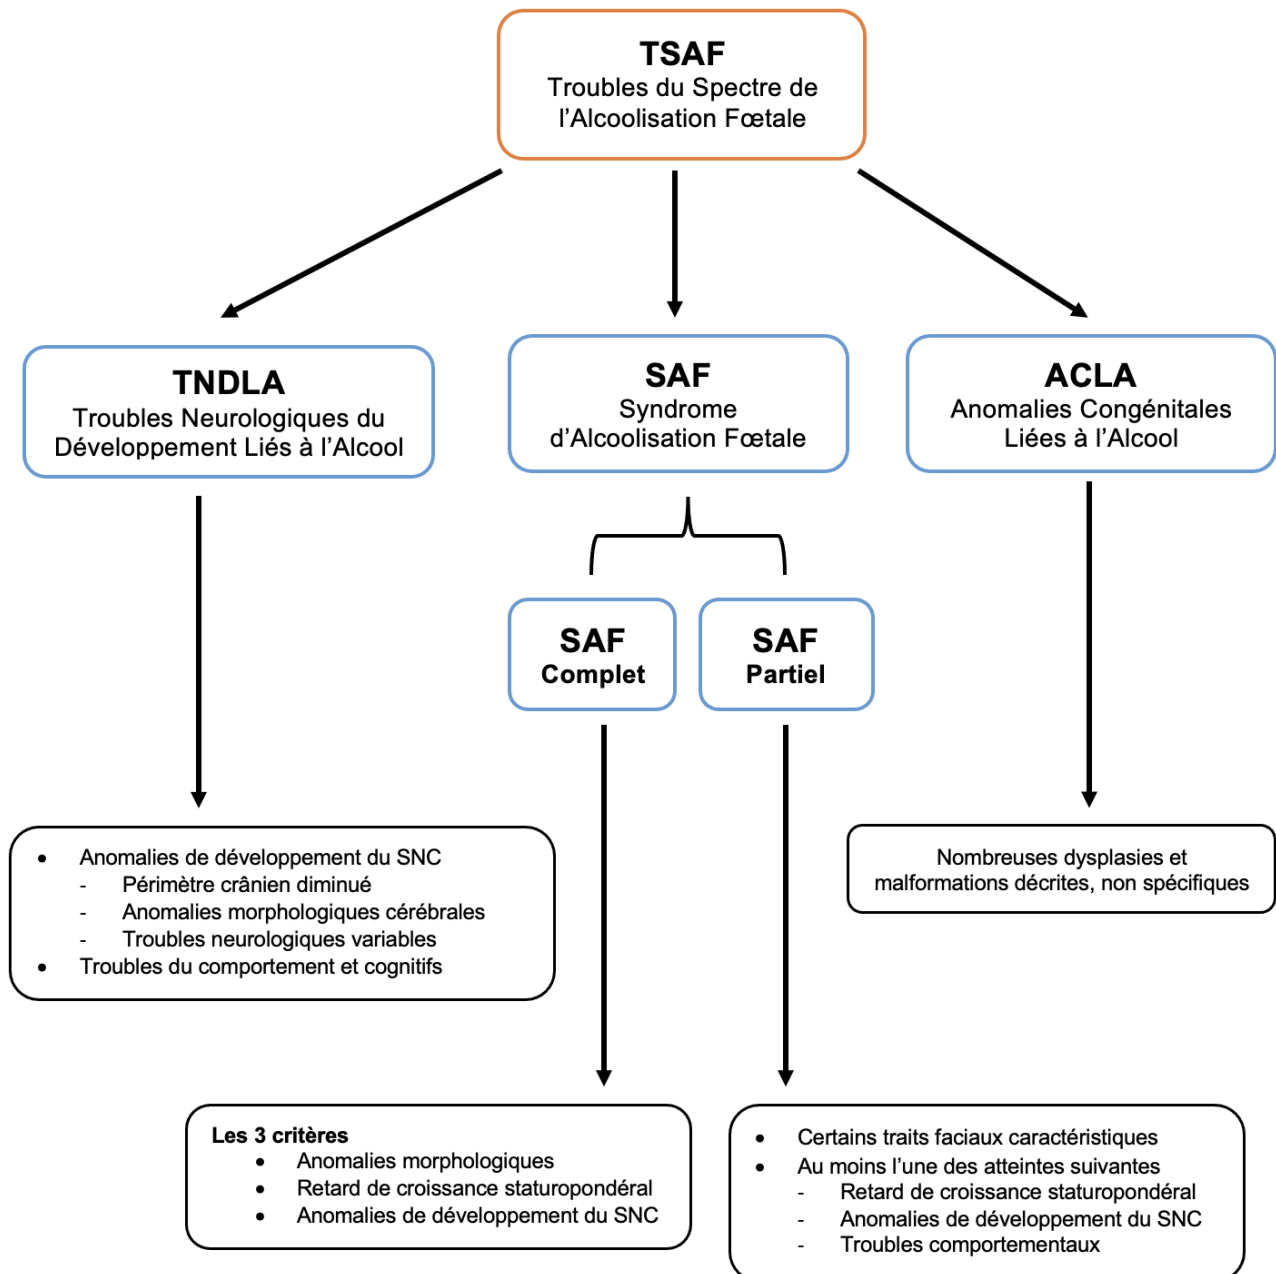 TSAF
Troubles du Spectre de
l’Alcoolisation Fœtale
TNDLA
Troubles Neurologiques du
Développement Liés à l’Alcool
SAF
Syndrome
d’Alcoolisation Fœtale
ACLA
Anomalies Congénitales
Liées à l’Alcool
SAF
Complet
SAF
Partiel
• Anomalies de développement du SNC
- Périmètre crânien diminué
- Anomalies morphologiques cérébrales
- Troubles neurologiques variables
• Troubles du comportement et cognitifs
Nombreuses dysplasies et
malformations décrites, non spécifiques
Les 3 critères
• Anomalies morphologiques
• Retard de croissance staturopondéral
• Anomalies de développement du SNC
• Certains traits faciaux caractéristiques
• Au moins l’une des atteintes suivantes
- Retard de croissance staturopondéral
- Anomalies de développement du SNC
- Troubles comportementaux